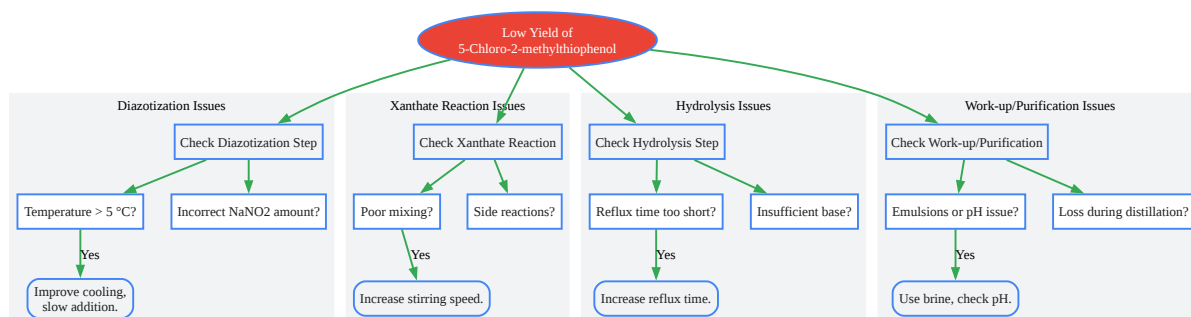 Low Yield of
5-Chloro-2-methylthiophenol
Diazotization Issues
Xanthate Reaction Issues
Hydrolysis Issues
Work-up/Purification Issues
Check Diazotization Step
Check Xanthate Reaction
Check Hydrolysis Step
Check Work-up/Purification
Temperature > 5 °C?
Incorrect NaNO2 amount?
Poor mixing?
Side reactions?
Reflux time too short?
Insufficient base?
Emulsions or pH issue?
Loss during distillation?
Yes
Yes
Yes
Yes
Improve cooling,
slow addition.
Increase stirring speed.
Increase reflux time.
Use brine, check pH.